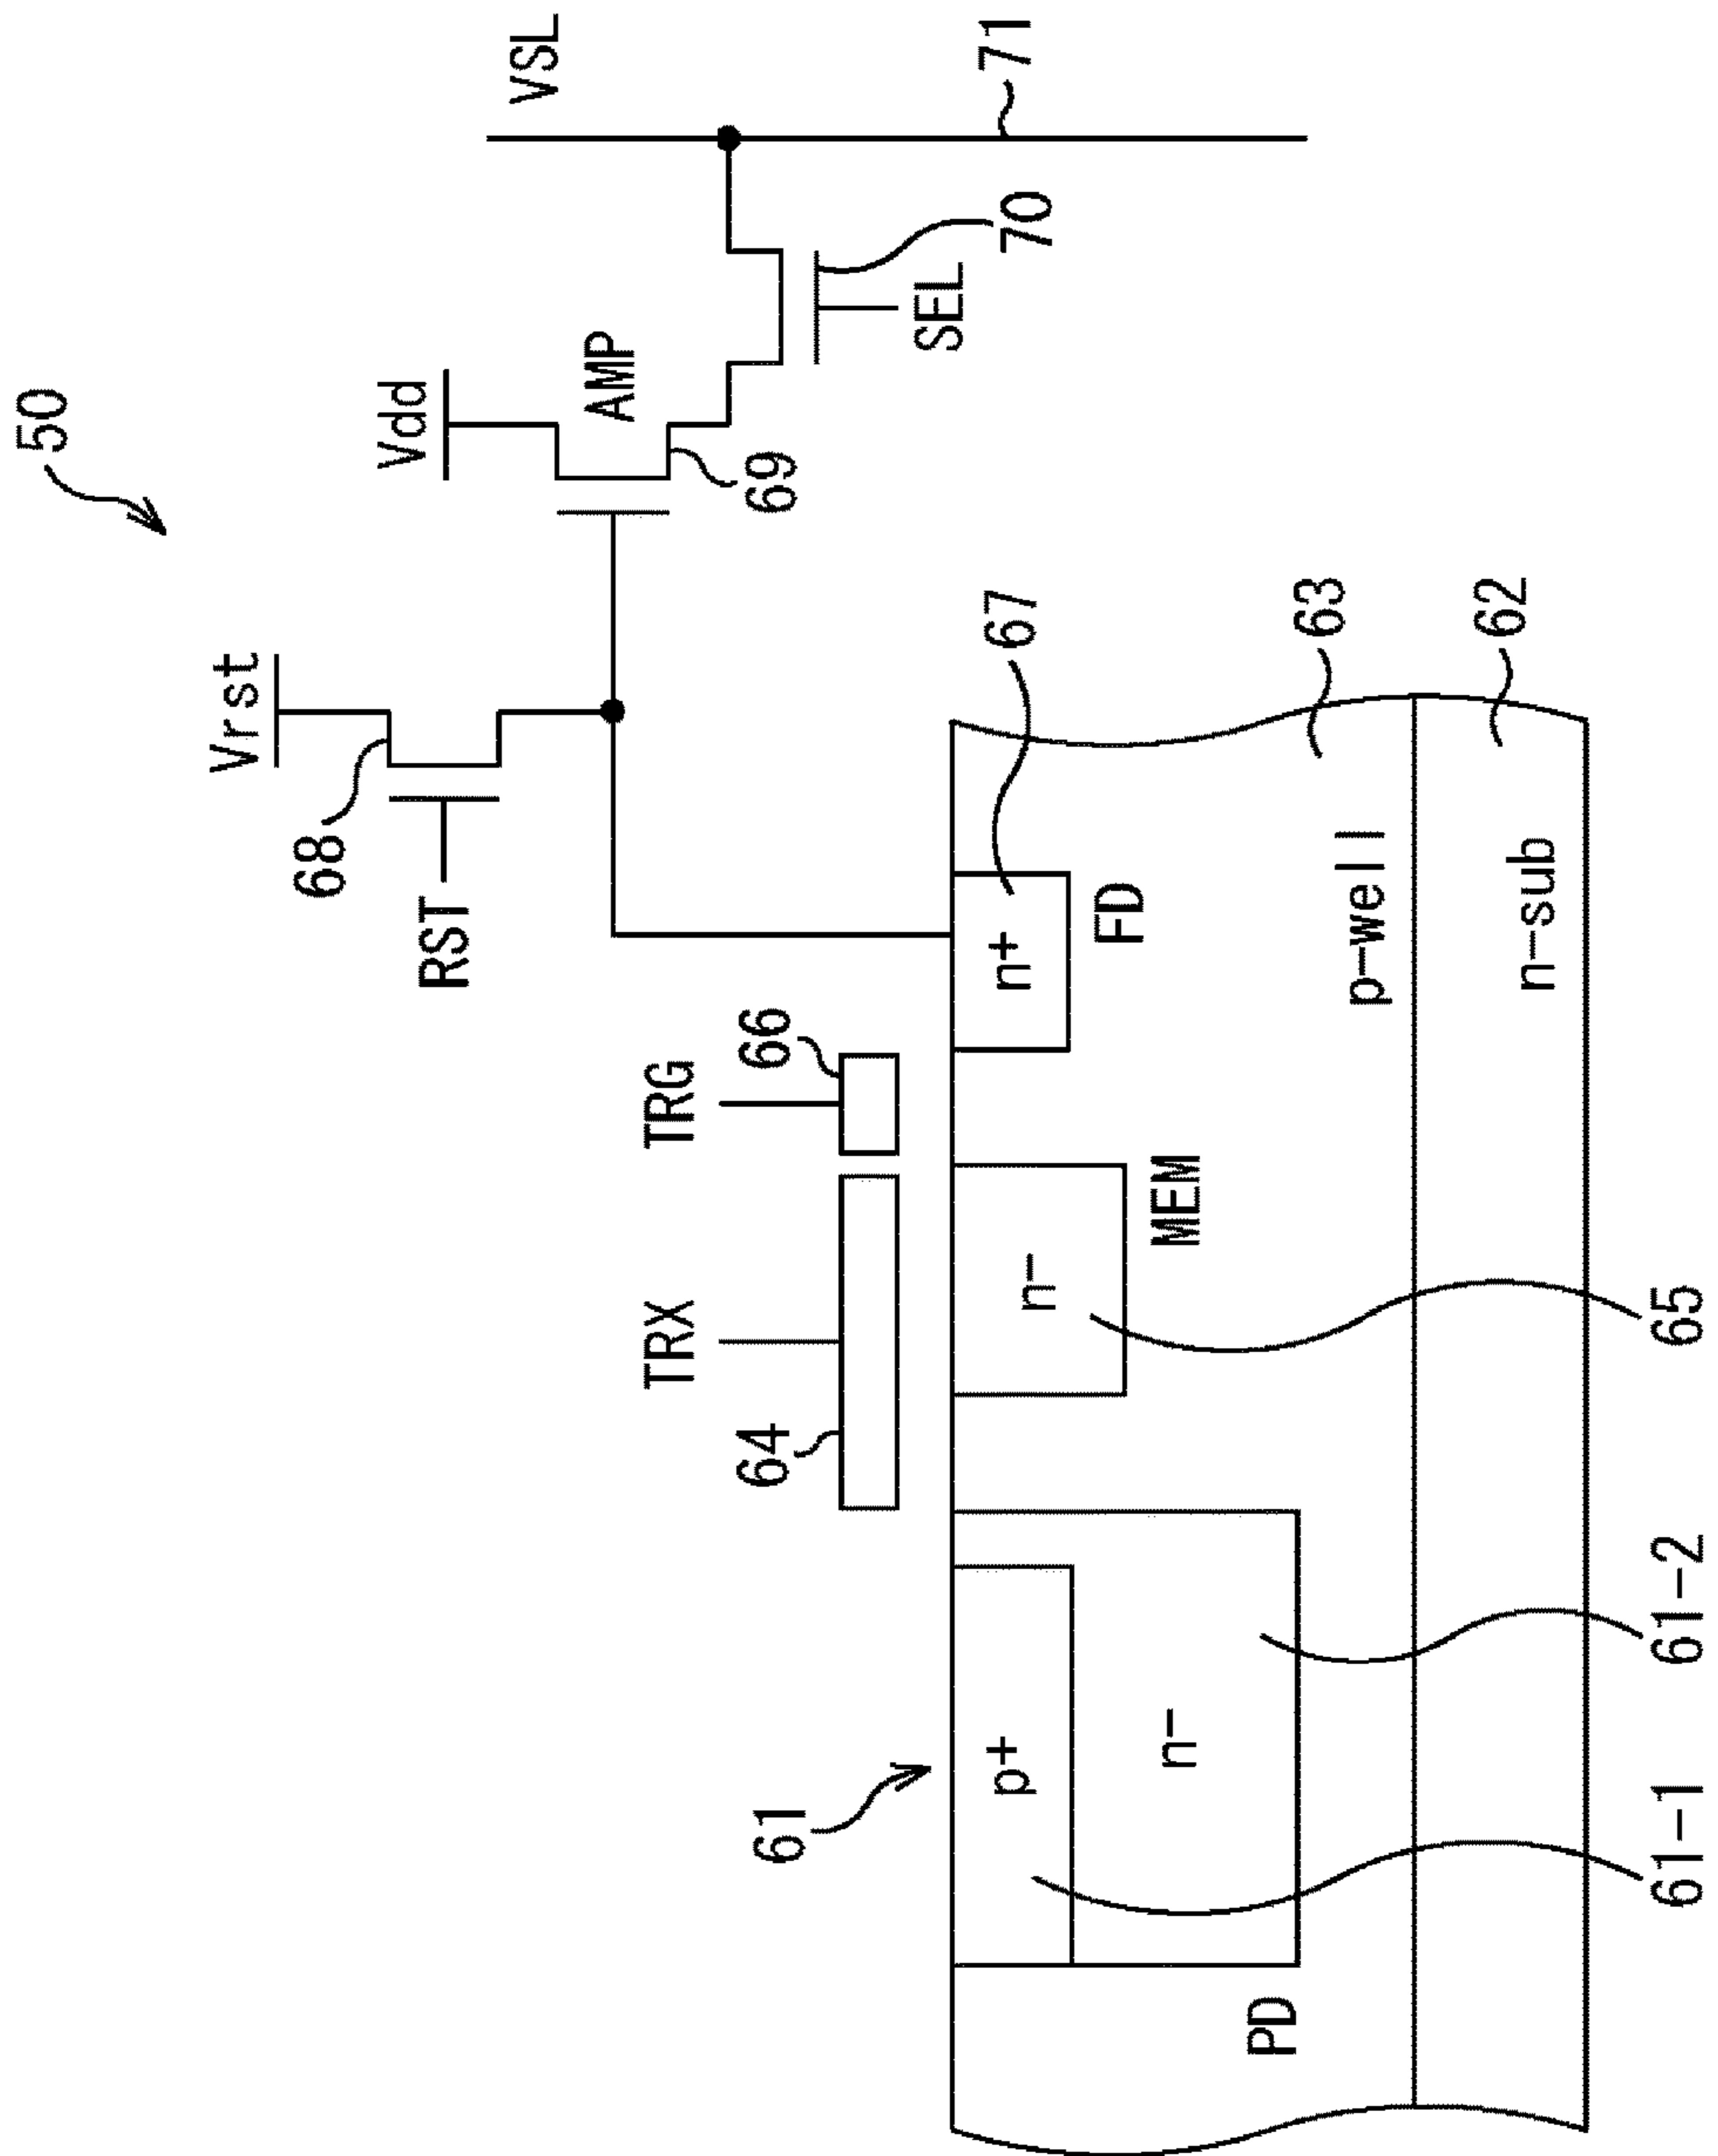 50
Vrst
Vdd
VSL
68
RST
AMP
69
SEL
70
71
TRX
TRG
64
66
61
67
p+
n-
n-
n+
PD
MEM
FD
63
p-well
62
n-sub
61-1
61-2
65